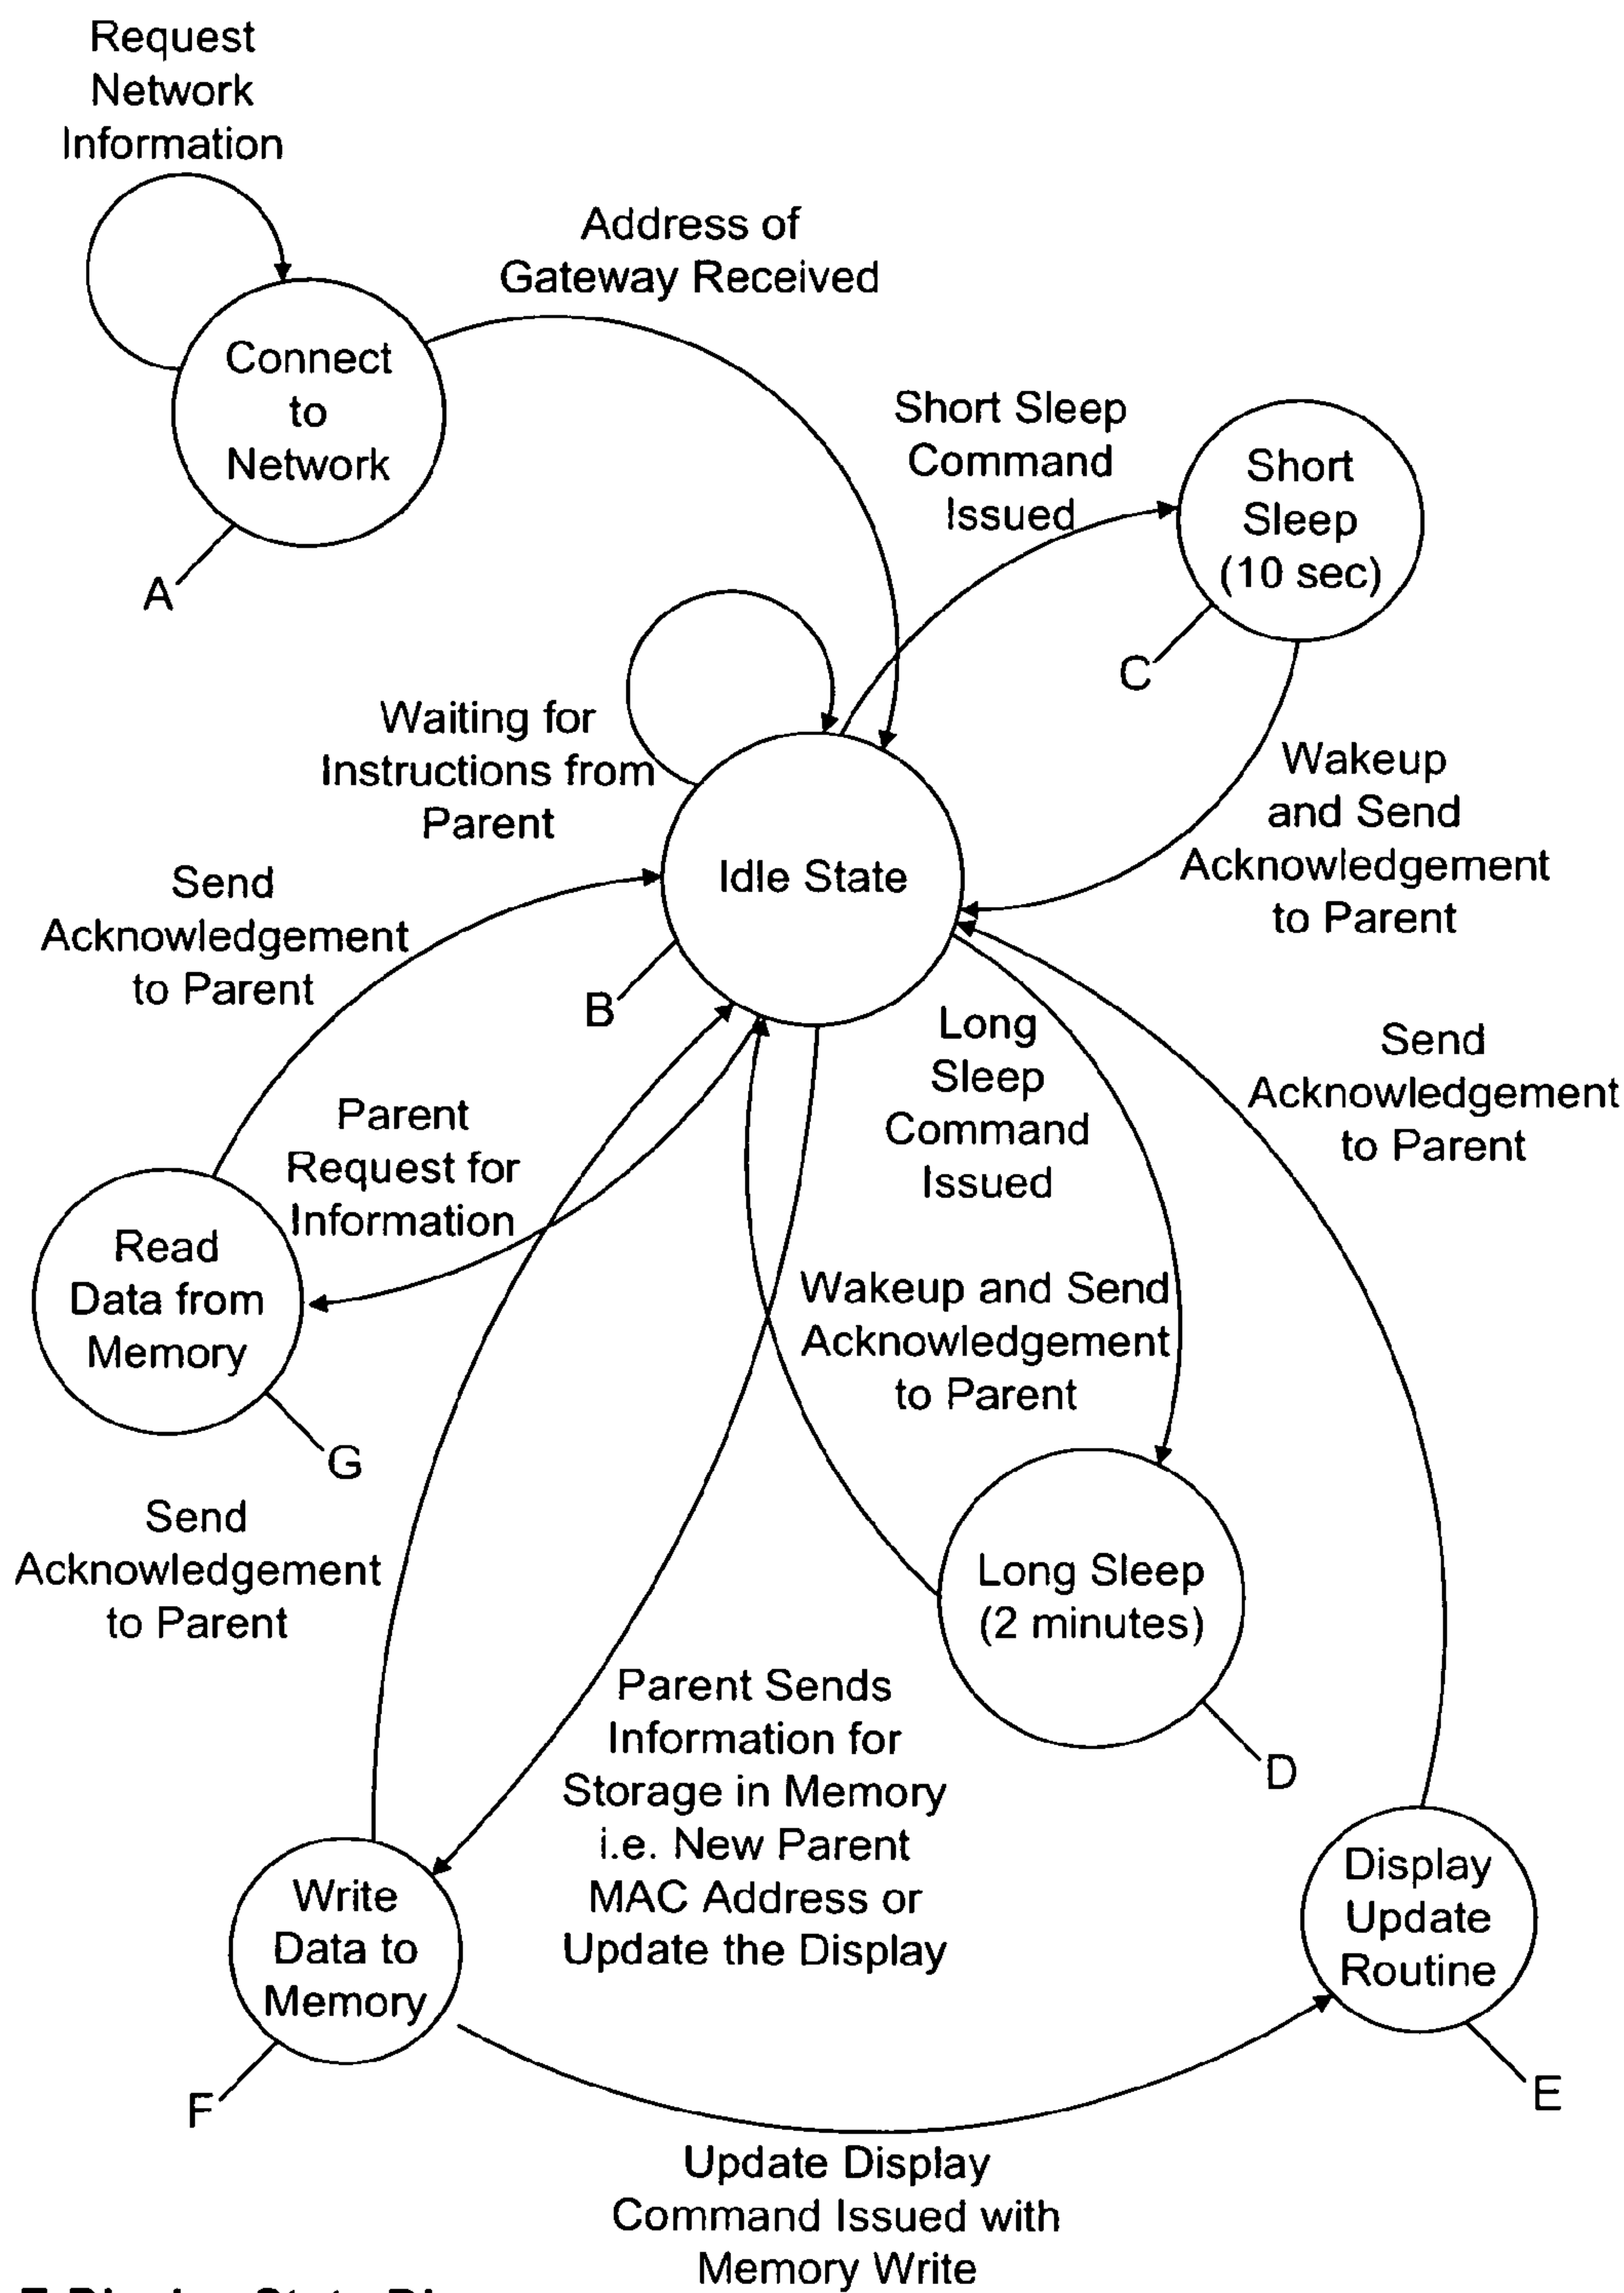 Request
Network
Information
Address of
Gateway Received
Connect
to
Network
A
Short Sleep
Command
Issued
Short
Sleep
(10 sec)
C
Waiting for
Instructions from
Parent
Wakeup
and Send
Acknowledgement
to Parent
Idle State
B
Send
Acknowledgement
to Parent
Long
Sleep
Command
Issued
Send
Acknowledgement
to Parent
Parent
Request for
Information
Read
Data from
Memory
G
Wakeup and Send
Acknowledgement
to Parent
Send
Acknowledgement
to Parent
Long Sleep
(2 minutes)
D
Parent Sends
Information for
Storage in Memory
i.e. New Parent
MAC Address or
Update the Display
Write
Data to
Memory
F
Display
Update
Routine
E
Update Display
Command Issued with
Memory Write